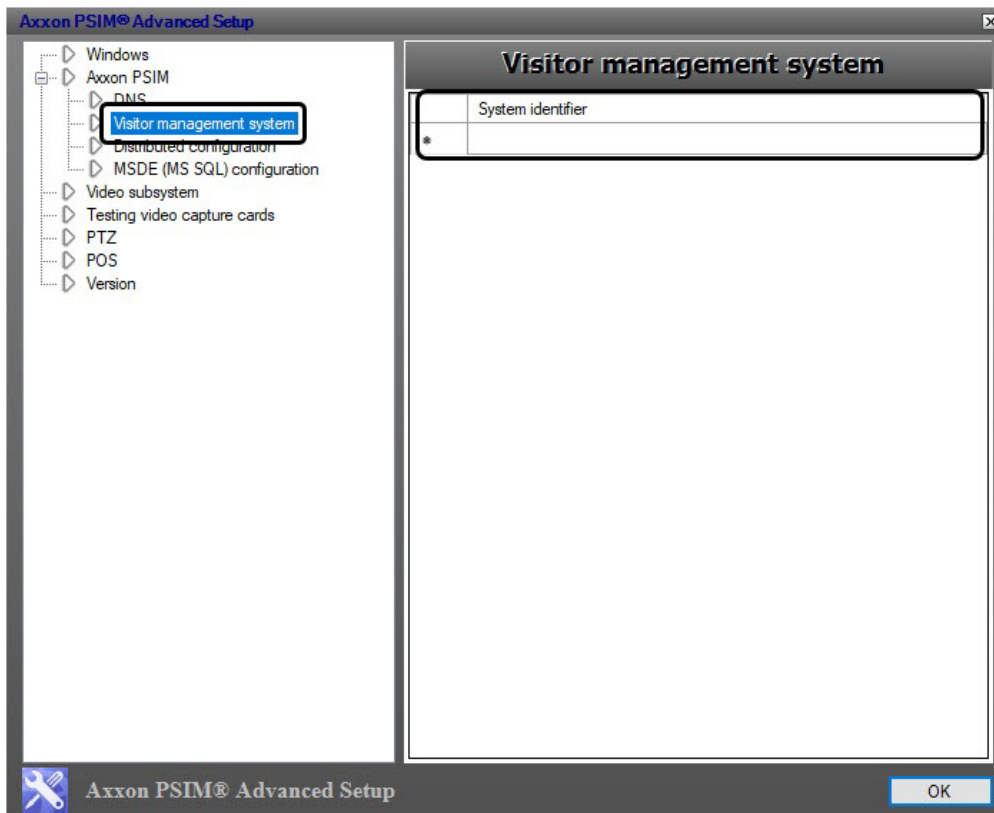 Axxon PSIM® Advanced Setup
Windows
Axxon PSIM
DNS
Visitor management system
Distributed configuration
MSDE (MS SQL) configuration
Video subsystem
Testing video capture cards
PTZ
POS
Version
Visitor management system
System identifier
*
Axxon PSIM® Advanced Setup
OK